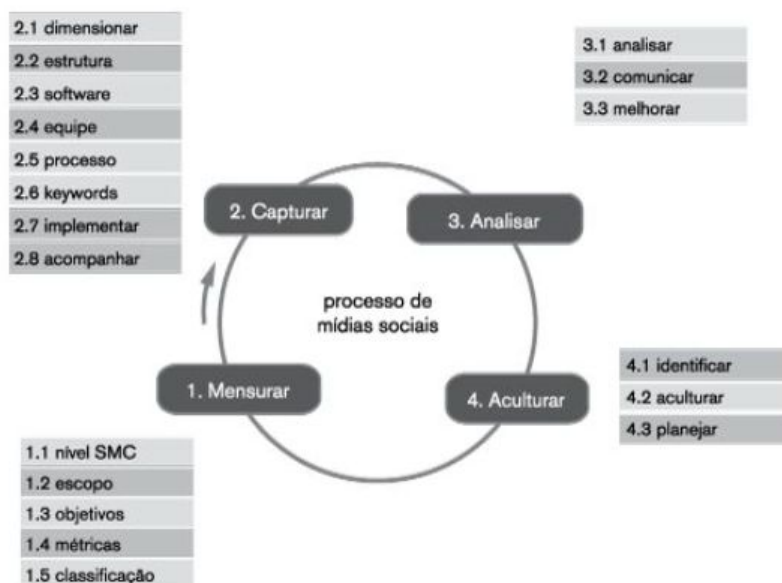 2.1 dimensionar
2.2 estrutura
2.3 software
2.4 equipe
2.5 processo
2.6 keywords
2.7 implementar
2.8 acompanhar
3.1 analisar
3.2 comunicar
3.3 melhorar
2. Capturar
3. Analisar
processo de
mídias sociais
1. Mensurar
4. Aculturar
4.1 identificar
4.2 aculturar
4.3 planejar
1.1 nível SMC
1.2 escopo
1.3 objetivos
1.4 métricas
1.5 classificação